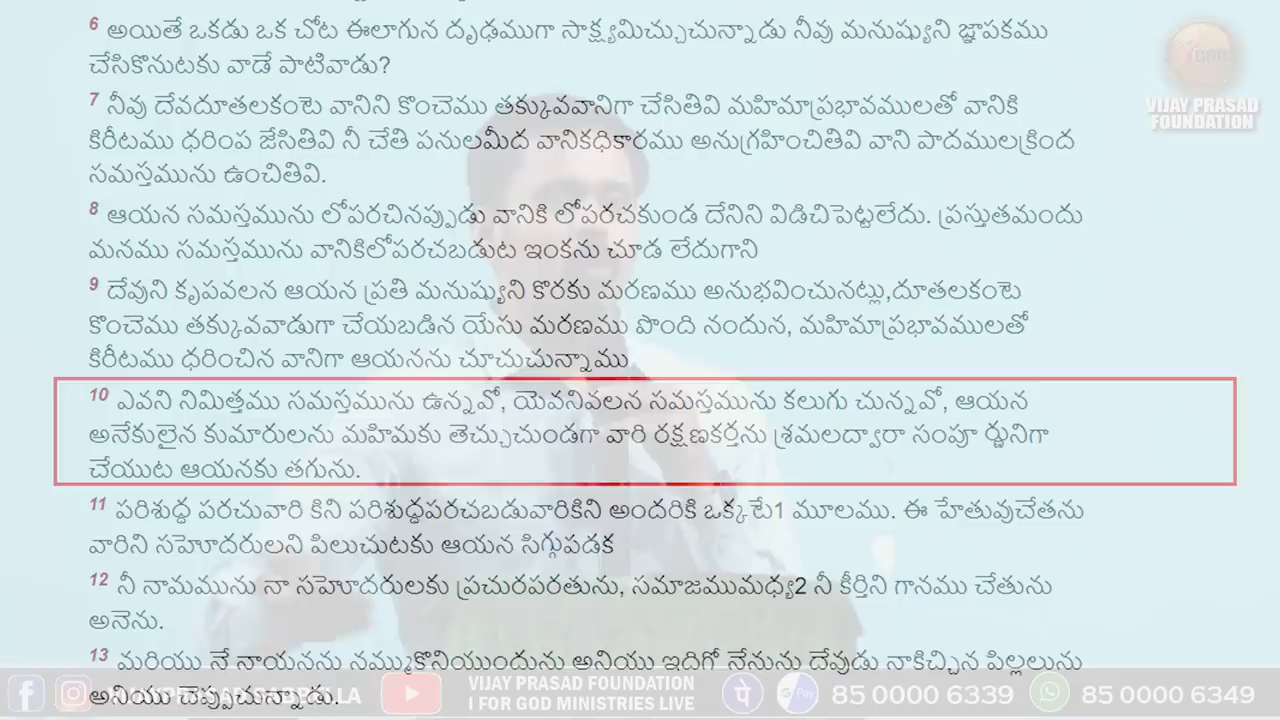 6 అయితే ఒకడు ఒక చోట ఈలాగున దృఢముగా సాక్ష్యమిచ్చుచున్నాడు నీవు మనుష్యుని జ్ఞాపకము
చేసికొనుటకు వాడే పాటివాడు?
7 నీవు దేవదూతలకంటె వానిని కొంచెము తక్కువవానిగా చేసితివి మహిమాప్రభావములతో వానికి
కిరీటము ధరింప జేసితివి నీ చేతి పనులమీద వానికధికారము అనుగ్రహించితివి వాని పాదములక్రింద
సమస్తమును ఉంచితివి.
8 ఆయన సమస్తమును లోపరచినప్పుడు వానికి లోపరచకుండ దేనిని విడిచిపెట్టలేదు. ప్రస్తుతమందు
మనము సమస్తమును వానికిలోపరచబడుట ఇంకను చూడ లేదుగాని
9 దేవుని కృపవలన ఆయన ప్రతి మనుష్యుని కొరకు మరణము అనుభవించునట్లు,దూతలకంటె
కొంచెము తక్కువవాడుగా చేయబడిన యేసు మరణము పొంది నందున, మహిమాప్రభావములతో
కిరీటము ధరించిన వానిగా ఆయనను చూచుచున్నాము
10 ఎవని నిమిత్తము సమస్తమును ఉన్నవో, యెవనివలన సమస్తమును కలుగు చున్నవో, ఆయన
అనేకులైన కుమారులను మహిమకు తెచ్చుచుండగా వారి రక్షణకర్తను శ్రమలద్వారా సంపూ ర్ణునిగా
చేయుట ఆయనకు తగును.
11 పరిశుద్ధ పరచువారి కిని పరిశుద్ధపరచబడువారికిని అందరికి ఒక్కటే1 మూలము. ఈ హేతువుచేతను
వారిని సహెూదరులని పిలుచుటకు ఆయన సిగ్గుపడక
12 నీ నామమును నా సహెూదరులకు ప్రచురపరతును, సమాజముమధ్య2 నీ కీర్తిని గానము చేతును
అనెను.
13 మరియు నే నాయనను నమ్ముకొనియుందును అనియు ఇదిగో నేనును దేవుడు నాకిచ్చిన పిల్లలును
అనియు చెప్పుచున్నాడు.
VIJAY PRASAD
FOUNDATION
VIJAY PRASAD FOUNDATION
I FOR GOD MINISTRIES LIVE
85 0000 6339
85 0000 6349